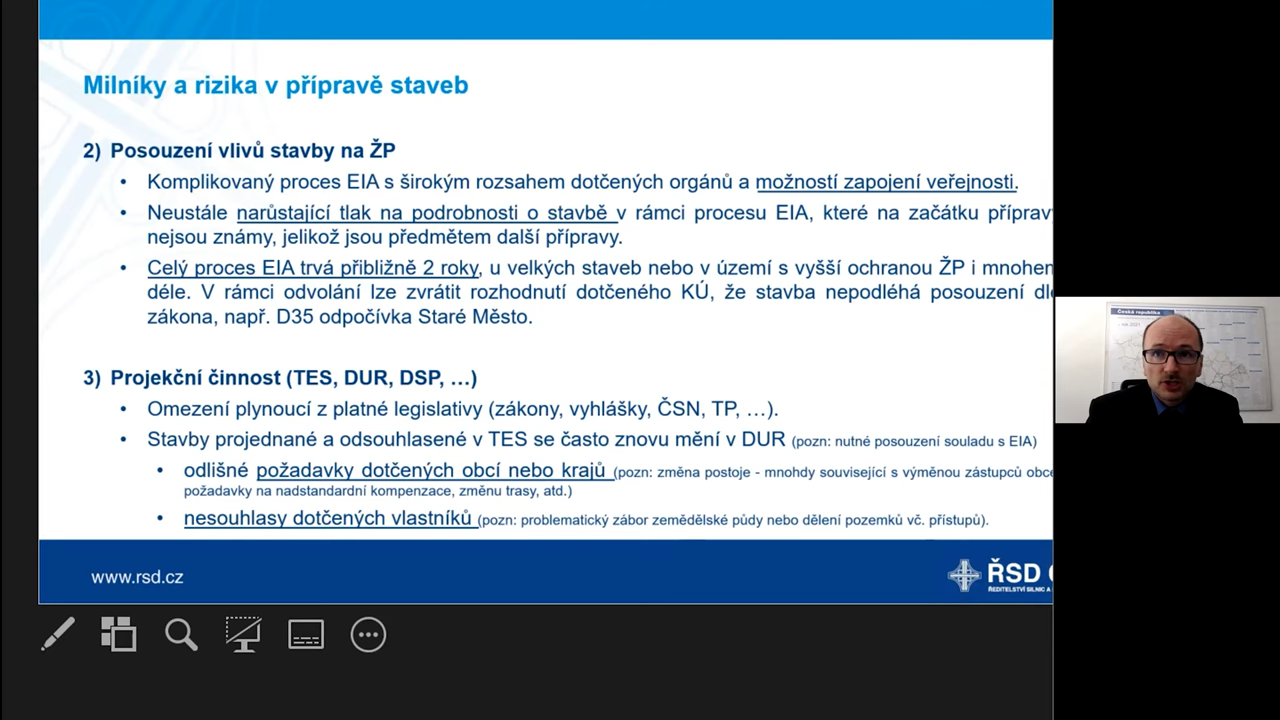 Milníky a rizika v přípravě staveb
2) Posouzení vlivů stavby na ŽP
• Komplikovaný proces EIA s širokým rozsahem dotčených orgánů a možností zapojení veřejnosti.
• Neustále narůstající tlak na podrobnosti o stavbě v rámci procesu EIA, které na začátku příprav
nejsou známy, jelikož jsou předmětem další přípravy.
• Celý proces EIA trvá přibližně 2 roky, u velkých staveb nebo v území s vyšší ochranou ŽP i mnohem
déle. V rámci odvolání lze zvrátit rozhodnutí dotčeného KÚ, že stavba nepodléhá posouzení dle
zákona, např. D35 odpočívka Staré Město.
3) Projekční činnost (TES, DUR, DSP, …)
• Omezení plynoucí z platné legislativy (zákony, vyhlášky, ČSN, TP, …).
• Stavby projednané a odsouhlasené v TES se často znovu mění v DUR (pozn: nutné posouzení souladu s EIA)
• odlišné požadavky dotčených obcí nebo krajů (pozn: změna postoje - mnohdy související s výměnou zástupců obce
požadavky na nadstandardní kompenzace, změnu trasy, atd.)
• nesouhlasy dotčených vlastníků (pozn: problematický zábor zemědělské půdy nebo dělení pozemků vč. přístupů).
www.rsd.cz
ŘSD
ŘEDITELSTVÍ SILNIC A
Česká republika